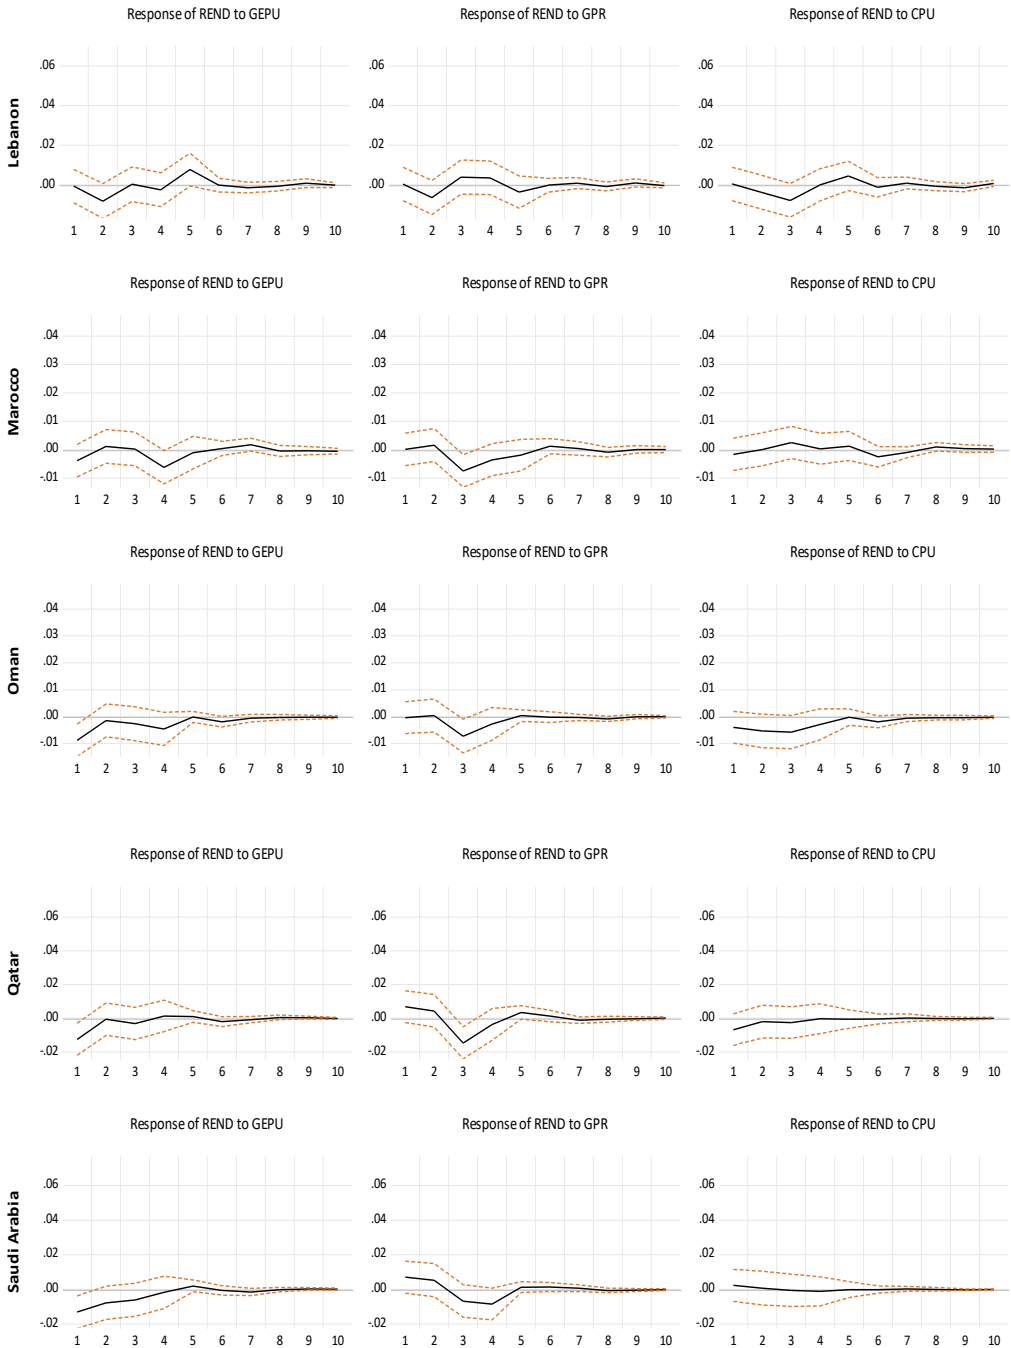 Response of REND to GEPU Response of REND to GPR Response of REND to CPU
Lebanon
.06 .06 .06
.04 .04 .04
.02 .02 .02
.00 .00 .00
1 2 3 4 5 6 7 8 9 10 1 2 3 4 5 6 7 8 9 10 1 2 3 4 5 6 7 8 9 10
Response of REND to GEPU Response of REND to GPR Response of REND to CPU
Marocco
.04 .04 .04
.03 .03 .03
.02 .02 .02
.01 .01 .01
.00 .00 .00
-.01 -.01 -.01
1 2 3 4 5 6 7 8 9 10 1 2 3 4 5 6 7 8 9 10 1 2 3 4 5 6 7 8 9 10
Response of REND to GEPU Response of REND to GPR Response of REND to CPU
Oman
.04 .04 .04
.03 .03 .03
.02 .02 .02
.01 .01 .01
.00 .00 .00
-.01 -.01 -.01
1 2 3 4 5 6 7 8 9 10 1 2 3 4 5 6 7 8 9 10 1 2 3 4 5 6 7 8 9 10
Response of REND to GEPU Response of REND to GPR Response of REND to CPU
Qatar
.06 .06 .06
.04 .04 .04
.02 .02 .02
.00 .00 .00
-.02 -.02 -.02
1 2 3 4 5 6 7 8 9 10 1 2 3 4 5 6 7 8 9 10 1 2 3 4 5 6 7 8 9 10
Response of REND to GEPU Response of REND to GPR Response of REND to CPU
Saudi Arabia
.06 .06 .06
.04 .04 .04
.02 .02 .02
.00 .00 .00
-.02 -.02 -.02
1 2 3 4 5 6 7 8 9 10 1 2 3 4 5 6 7 8 9 10 1 2 3 4 5 6 7 8 9 10